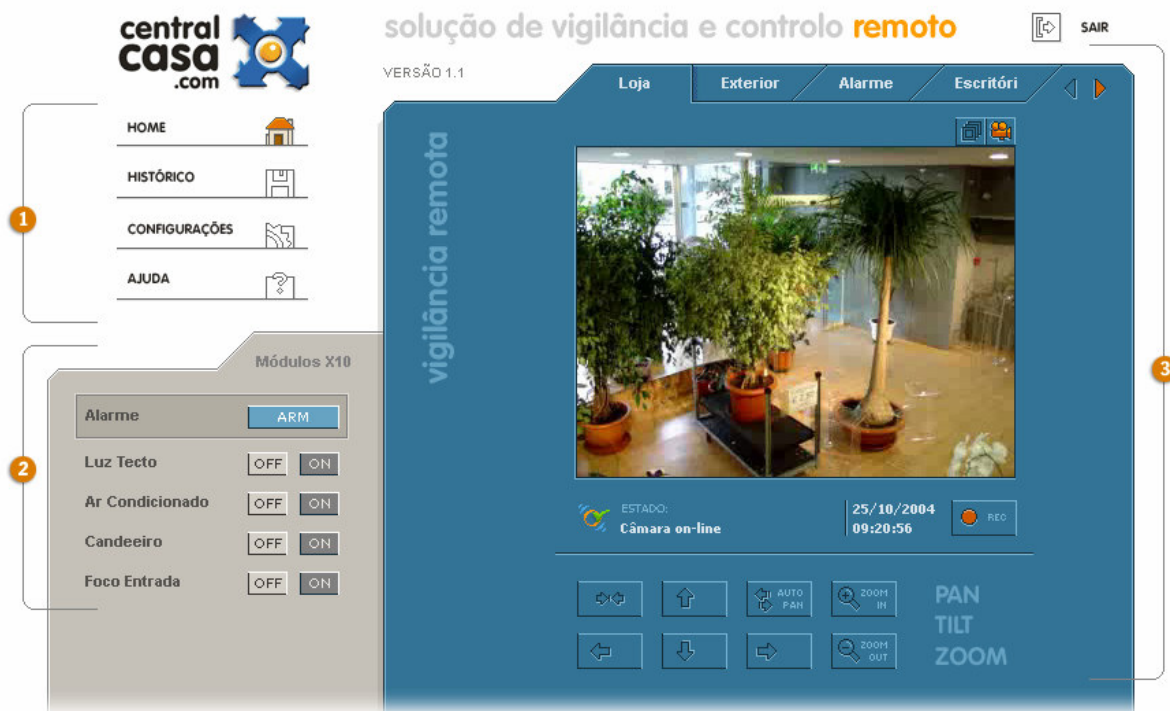 central
casa
.com
solução de vigilância e controlo remoto
SAIR
VERSÃO 1.1
Loja
Exterior
Alarme
Escritóri
HOME
HISTÓRICO
CONFIGURAÇÕES
AJUDA
1
vigilância remota
Módulos X10
Alarme
ARM
Luz Tecto
OFF
ON
Ar Condicionado
OFF
ON
Candeeiro
OFF
ON
Foco Entrada
OFF
ON
2
3
ESTADO:
Câmara on-line
25/10/2004
09:20:56
REC
AUTO
PAN
ZOOM
IN
ZOOM
OUT
PAN
TILT
ZOOM